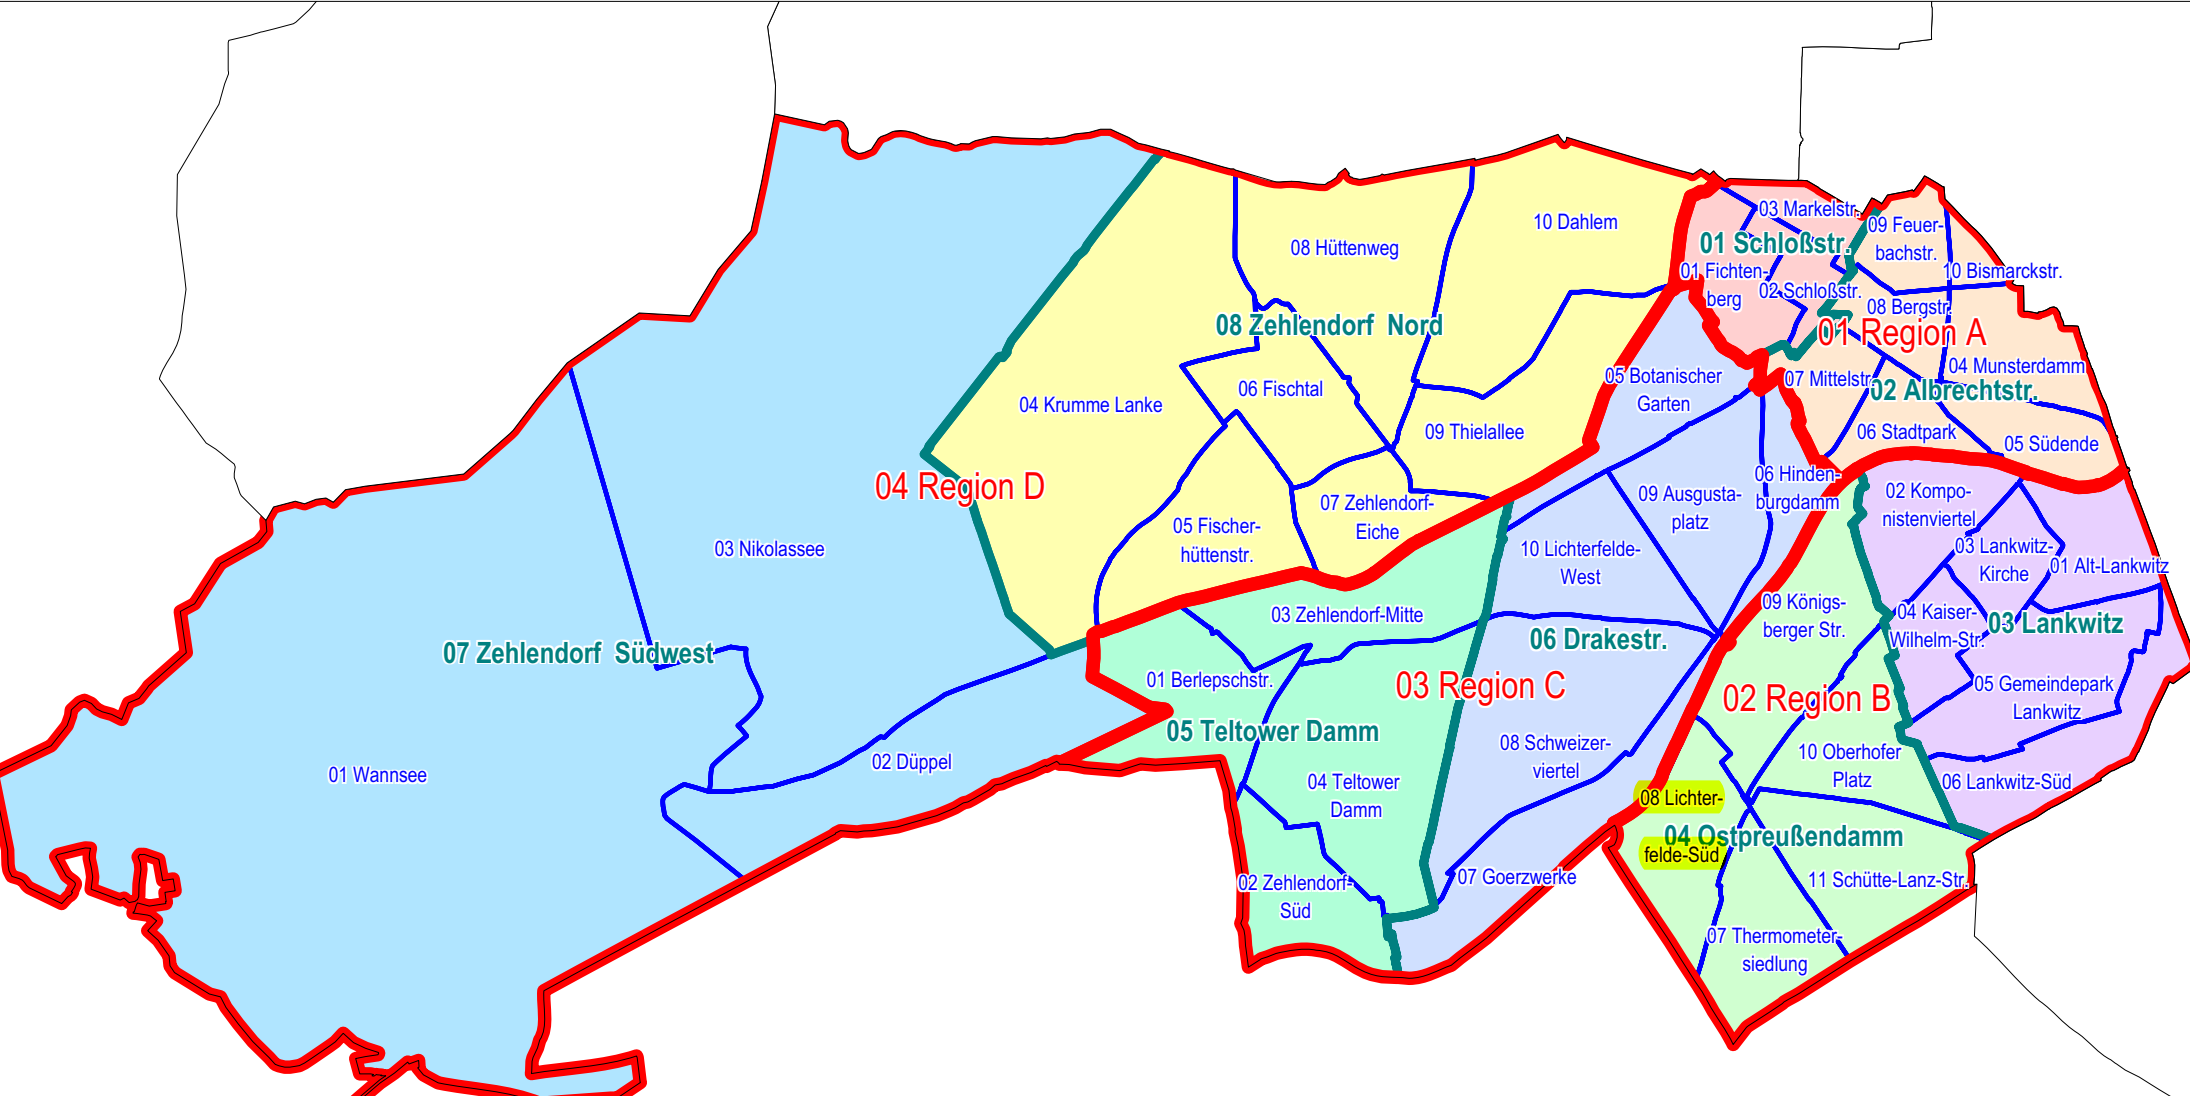 03 Markelstr.
09 Feuer-
bachstr.
10 Dahlem
08 Hüttenweg
01 Schloßstr.
01 Fichten-
berg
02 Schloßstr.
10 Bismarckstr.
08 Bergstr.
01 Region A
08 Zehlendorf Nord
04 Munsterdamm
07 Mittelstr.
02 Albrechtstr.
05 Botanischer
Garten
06 Fischtal
04 Krumme Lanke
09 Thielallee
06 Stadtpark
05 Südende
04 Region D
06 Hinden-
burgdamm
09 Ausgusta-
platz
02 Kompo-
nistenviertel
07 Zehlendorf-
Eiche
05 Fischer-
hüttenstr.
03 Nikolassee
10 Lichterfelde-
West
03 Lankwitz-
Kirche
01 Alt-Lankwitz
09 Königs-
berger Str.
04 Kaiser-
Wilhelm-Str.
03 Lankwitz
03 Zehlendorf-Mitte
06 Drakestr.
07 Zehlendorf Südwest
01 Berlepschstr.
03 Region C
02 Region B
05 Gemeindepark
Lankwitz
05 Teltower Damm
08 Schweizer-
viertel
10 Oberhofer
Platz
02 Düppel
01 Wannsee
04 Teltower
Damm
06 Lankwitz-Süd
08 Lichter-
felde-Süd
04 Ostpreußendamm
07 Goerzwerke
02 Zehlendorf-
Süd
11 Schütte-Lanz-Str.
07 Thermometer-
siedlung